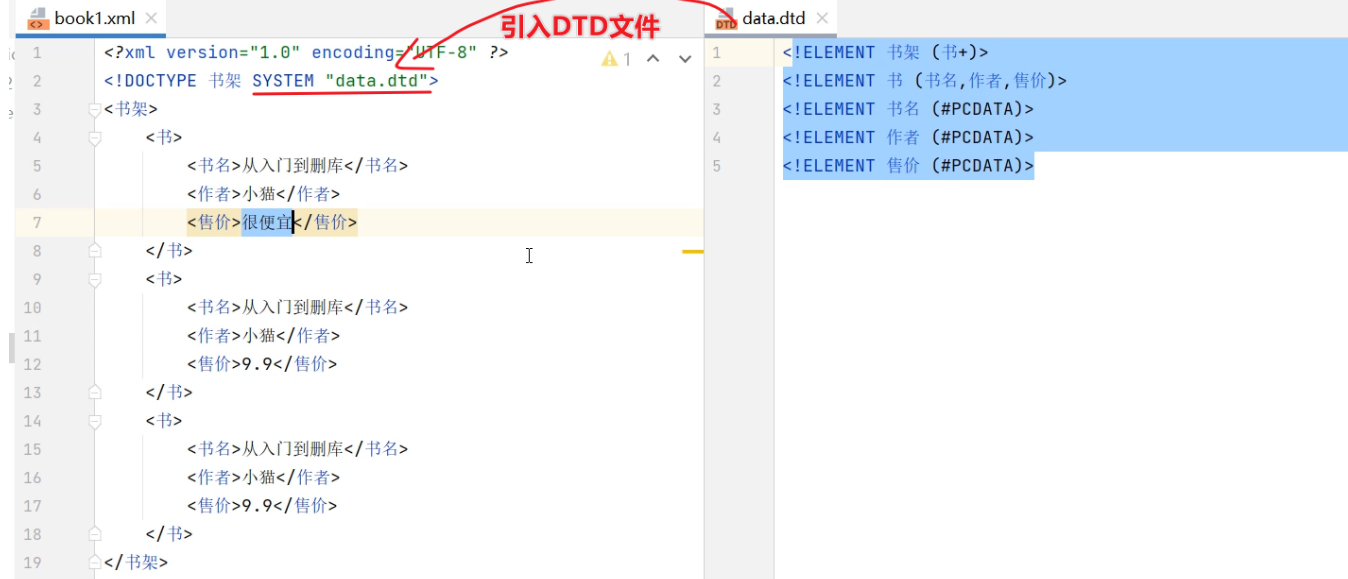 book1.xml
引入DTD文件
data.dtd
1 <?xml version="1.0" encoding="UTF-8" ?>
2 <!DOCTYPE 书架 SYSTEM "data.dtd">
3 <书架>
4 <书>
5 <书名>从入门到删库</书名>
6 <作者>小猫</作者>
7 <售价>很便宜</售价>
8 </书>
9 <书>
10 <书名>从入门到删库</书名>
11 <作者>小猫</作者>
12 <售价>9.9</售价>
13 </书>
14 <书>
15 <书名>从入门到删库</书名>
16 <作者>小猫</作者>
17 <售价>9.9</售价>
18 </书>
19 </书架>
1
1 <!ELEMENT 书架 (书+)>
2 <!ELEMENT 书 (书名,作者,售价)>
3 <!ELEMENT 书名 (#PCDATA)>
4 <!ELEMENT 作者 (#PCDATA)>
5 <!ELEMENT 售价 (#PCDATA)>